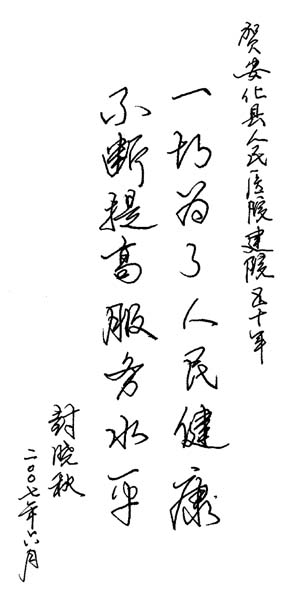 贺安化县人民医院建院五十年
一切为了人民健康
不断提高服务水平
封晓秋
二〇〇七年六月